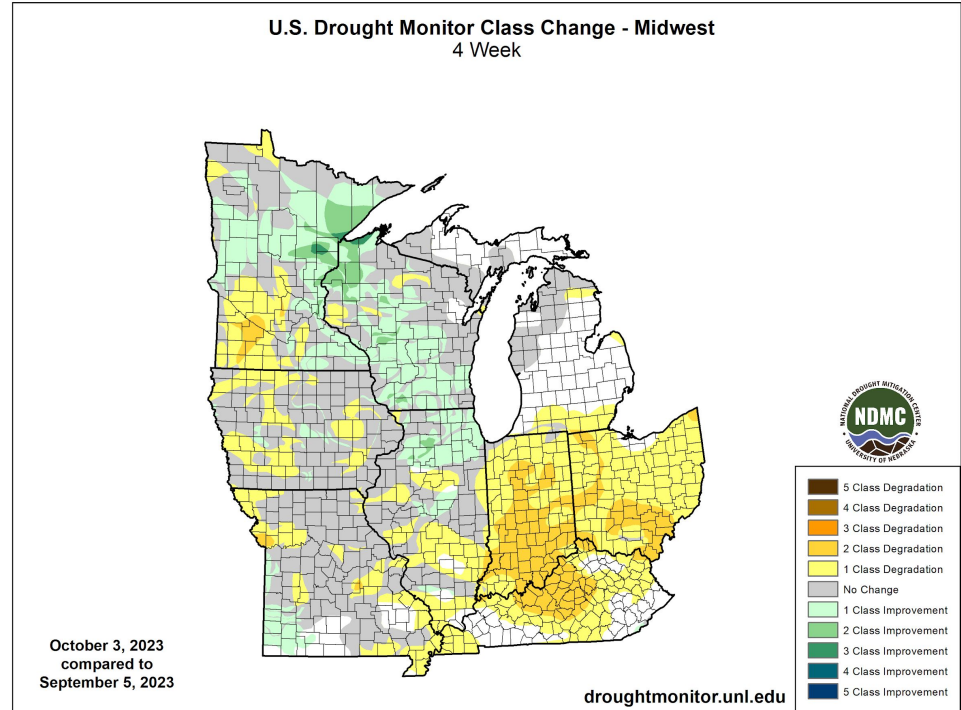 U.S. Drought Monitor Class Change - Midwest
4 Week
NATIONAL DROUGHT MITIGATION CENTER
NDMC
UNIVERSITY OF NEBRASKA
5 Class Degradation
4 Class Degradation
3 Class Degradation
2 Class Degradation
1 Class Degradation
No Change
1 Class Improvement
2 Class Improvement
3 Class Improvement
4 Class Improvement
5 Class Improvement
October 3, 2023
compared to
September 5, 2023
droughtmonitor.unl.edu